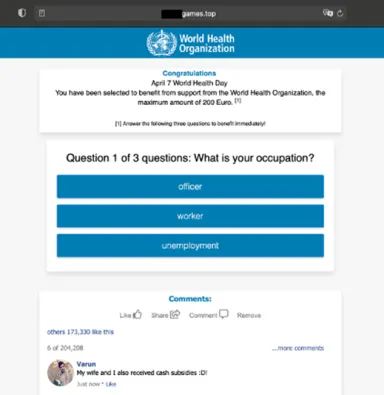 games.top
World Health
Organization
Congratulations
April 7 World Health Day
You have been selected to benefit from support from the World Health Organization, the
maximum amount of 200 Euro. [1]
[1] Answer the following three questions to benefit immediately!
Question 1 of 3 questions: What is your occupation?
officer
worker
unemployment
Comments:
Like Share Comment Remove
others 173,330 like this
6 of 204,208 ...more comments
Varun
My wife and I also received cash subsidies :D!
Just now • Like